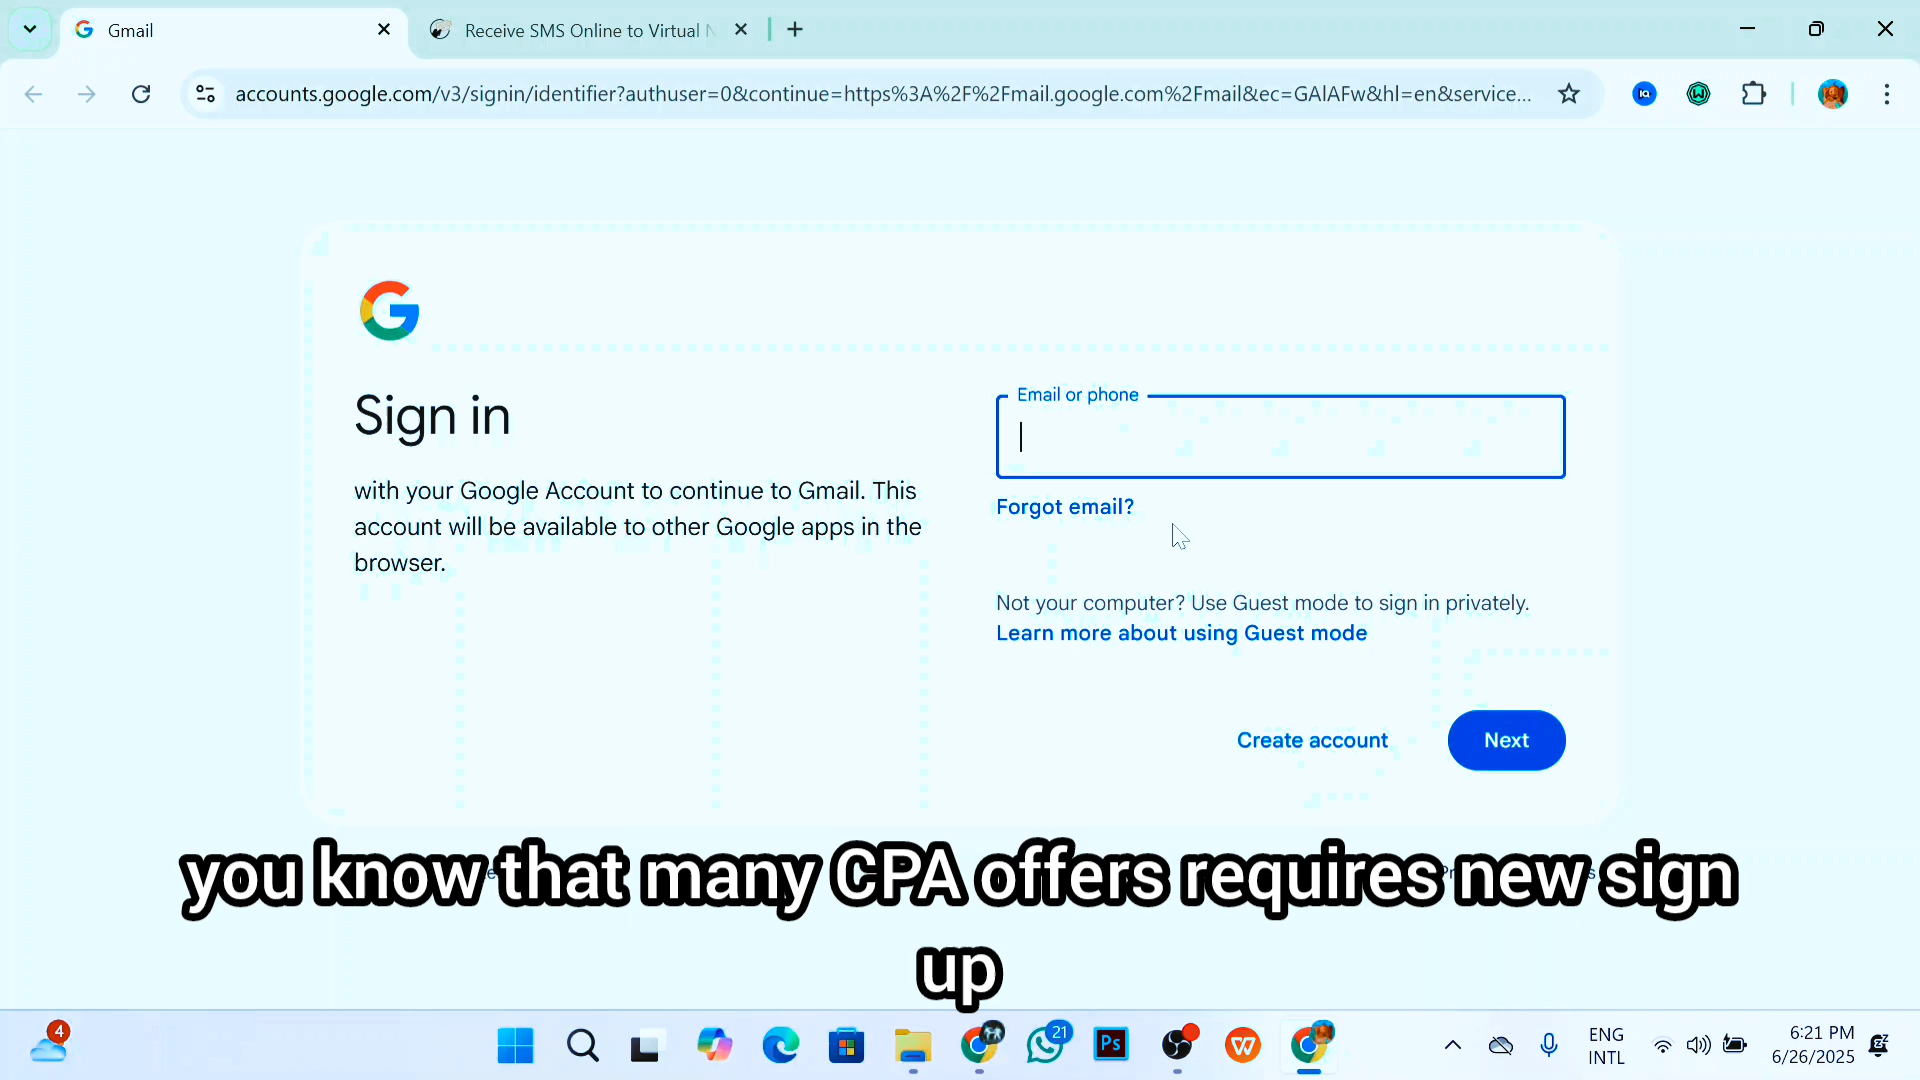 Gmail
Receive SMS Online to Virtual N
accounts.google.com/v3/signin/identifier?authuser=0&continue=https%3A%2F%2Fmail.google.com%2Fmail&ec=GAlAFw&hl=en&service...
Sign in
with your Google Account to continue to Gmail. This
account will be available to other Google apps in the
browser.
Email or phone
Forgot email?
Not your computer? Use Guest mode to sign in privately.
Learn more about using Guest mode
Create account
Next
you know that many CPA offers requires new sign
up
4
21
Ps
ENG
INTL
6:21 PM
6/26/2025